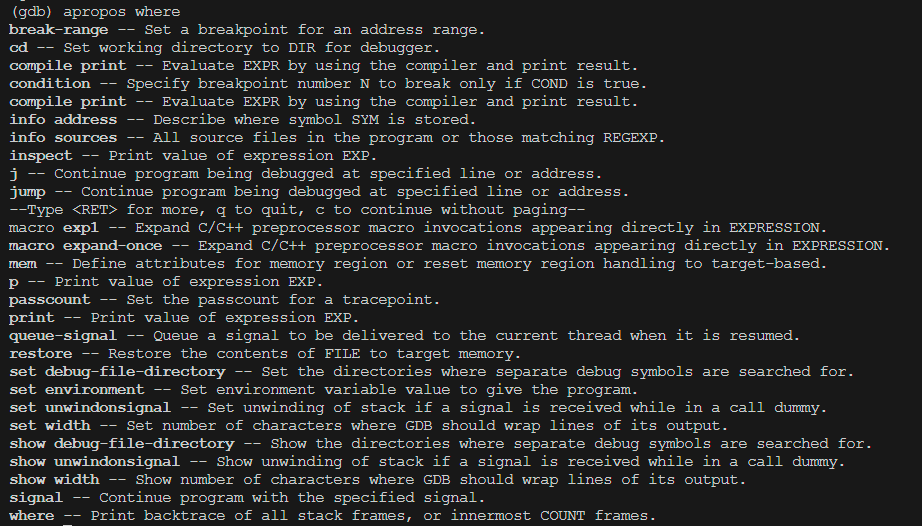 (gdb) apropos where
break-range -- Set a breakpoint for an address range.
cd -- Set working directory to DIR for debugger.
compile print -- Evaluate EXPR by using the compiler and print result.
condition -- Specify breakpoint number N to break only if COND is true.
compile print -- Evaluate EXPR by using the compiler and print result.
info address -- Describe where symbol SYM is stored.
info sources -- All source files in the program or those matching REGEXP.
inspect -- Print value of expression EXP.
j -- Continue program being debugged at specified line or address.
jump -- Continue program being debugged at specified line or address.
--Type <RET> for more, q to quit, c to continue without paging--
macro exp1 -- Expand C/C++ preprocessor macro invocations appearing directly in EXPRESSION.
macro expand-once -- Expand C/C++ preprocessor macro invocations appearing directly in EXPRESSION.
mem -- Define attributes for memory region or reset memory region handling to target-based.
p -- Print value of expression EXP.
passcount -- Set the passcount for a tracepoint.
print -- Print value of expression EXP.
queue-signal -- Queue a signal to be delivered to the current thread when it is resumed.
restore -- Restore the contents of FILE to target memory.
set debug-file-directory -- Set the directories where separate debug symbols are searched for.
set environment -- Set environment variable value to give the program.
set unwindonsignal -- Set unwinding of stack if a signal is received while in a call dummy.
set width -- Set number of characters where GDB should wrap lines of its output.
show debug-file-directory -- Show the directories where separate debug symbols are searched for.
show unwindonsignal -- Show unwinding of stack if a signal is received while in a call dummy.
show width -- Show number of characters where GDB should wrap lines of its output.
signal -- Continue program with the specified signal.
where -- Print backtrace of all stack frames, or innermost COUNT frames.